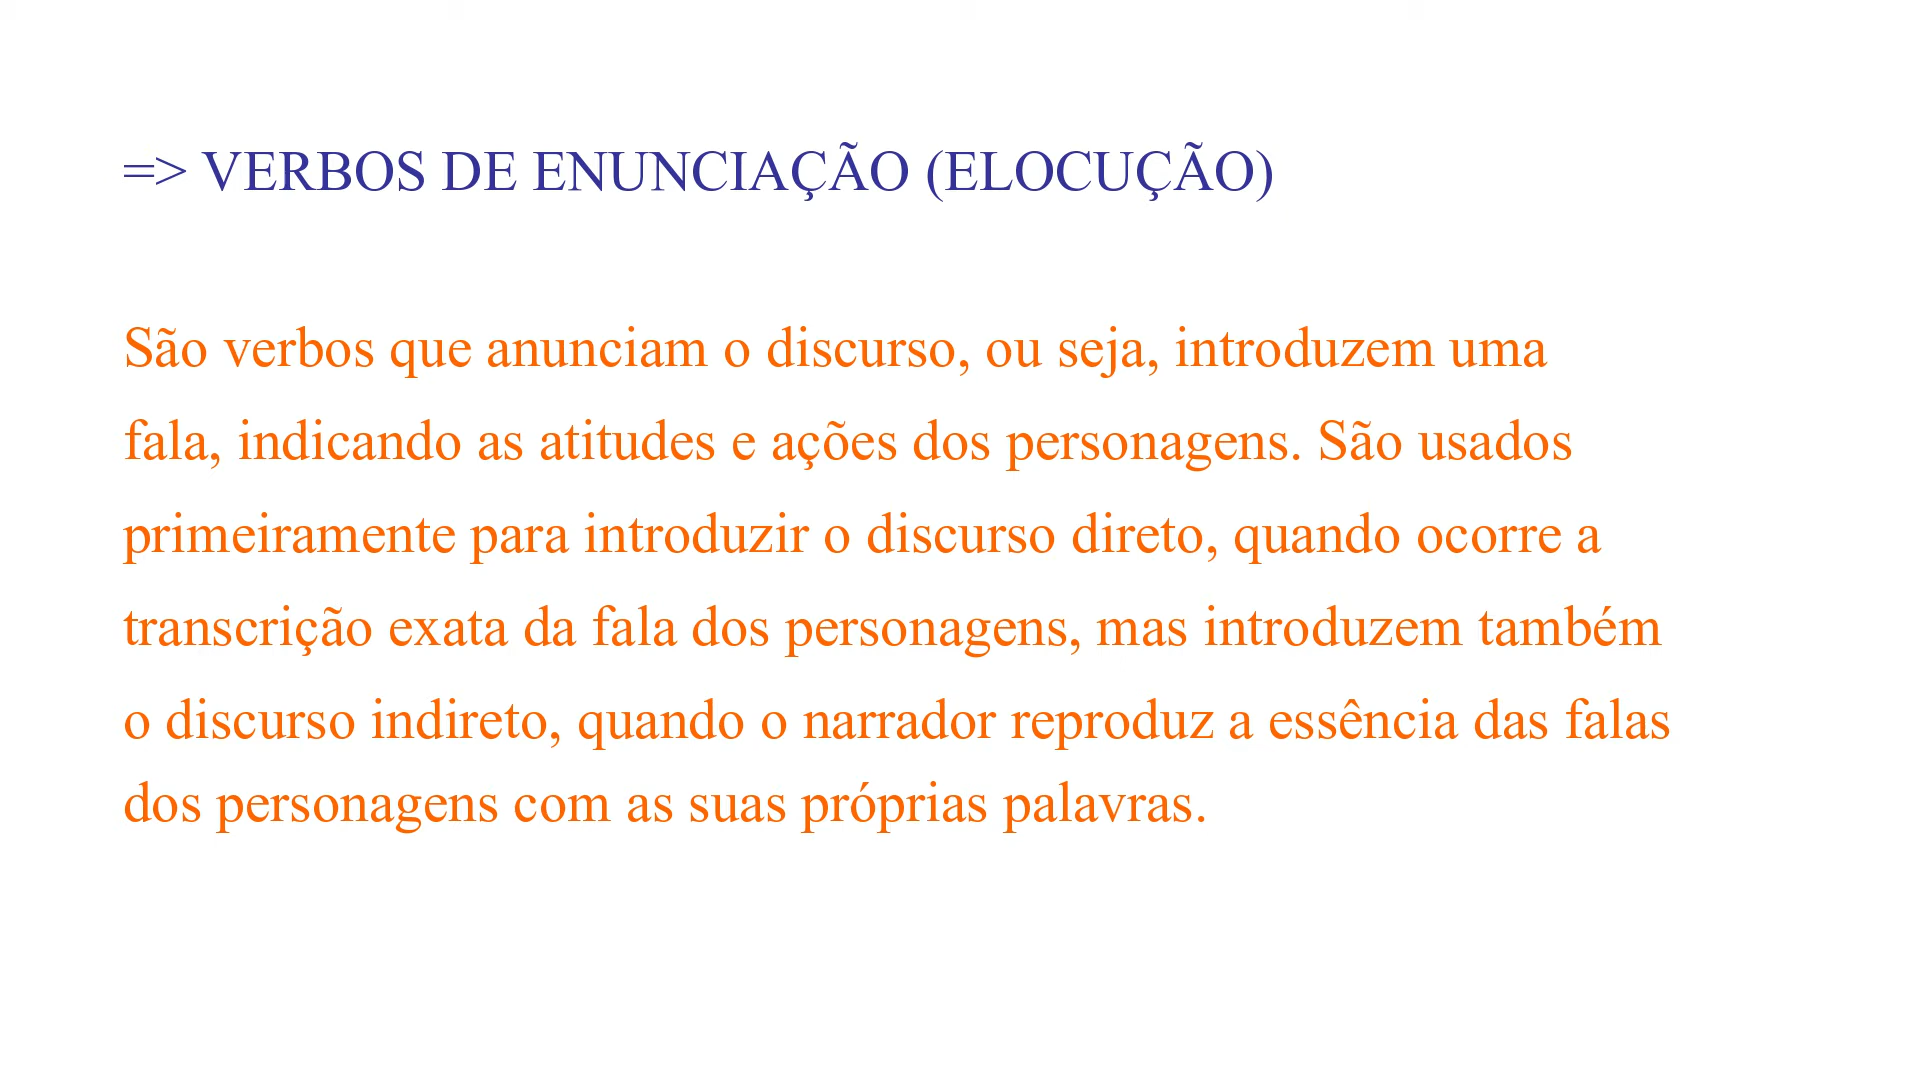 => VERBOS DE ENUNCIAÇÃO (ELOCUÇÃO)
São verbos que anunciam o discurso, ou seja, introduzem uma
fala, indicando as atitudes e ações dos personagens. São usados
primeiramente para introduzir o discurso direto, quando ocorre a
transcrição exata da fala dos personagens, mas introduzem também
o discurso indireto, quando o narrador reproduz a essência das falas
dos personagens com as suas próprias palavras.